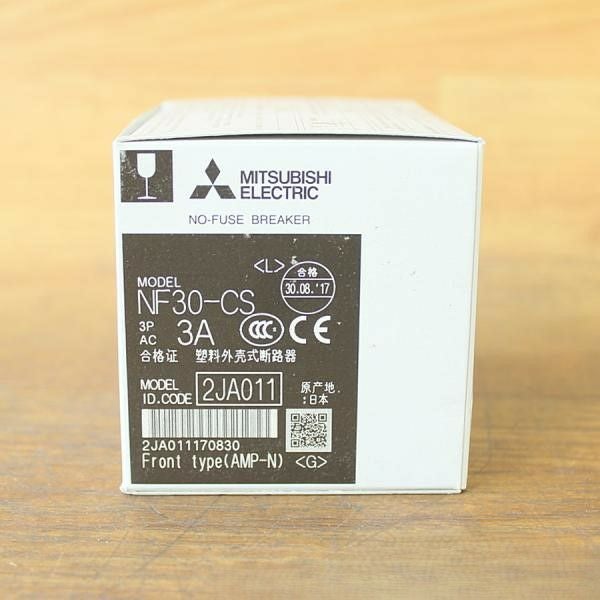 MITSUBISHI
ELECTRIC
NO-FUSE BREAKER
<L>
合格
30.08.'17
MODEL
NF30-CS
3P
AC 3A CCC CE
合格证 塑料外壳式断路器
MODEL
ID.CODE 2JA011
原产地
:日本
2JA011170830
Front type(AMP-N) <G>